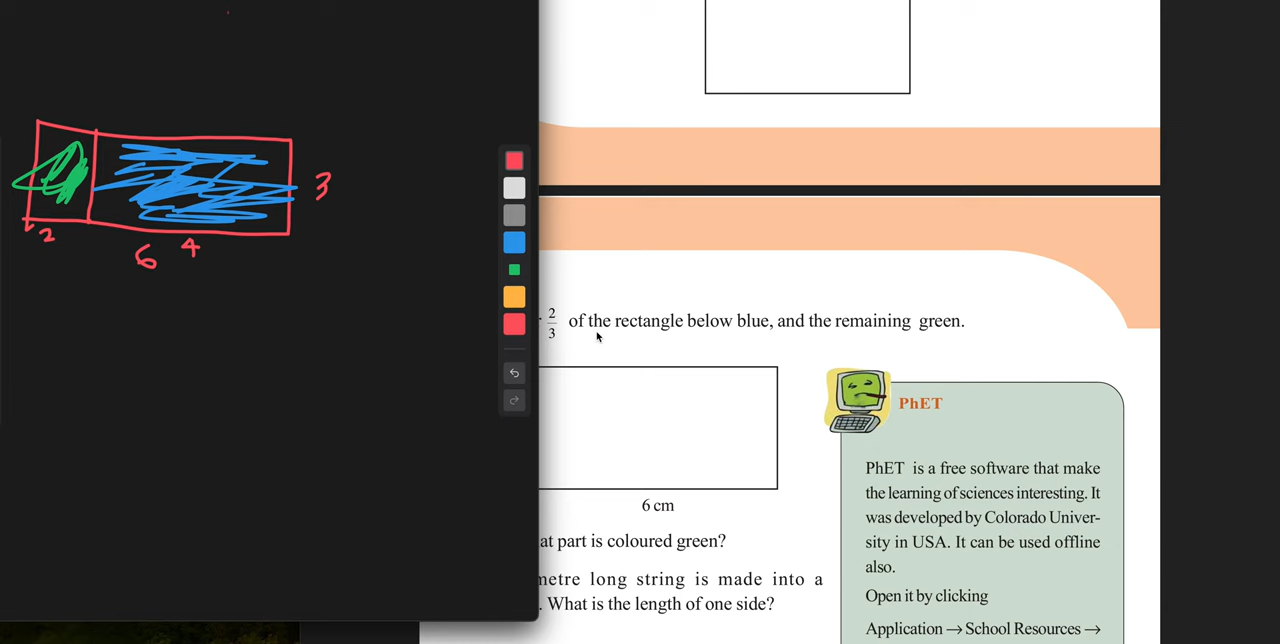 3
2
6 4
2/3 of the rectangle below blue, and the remaining green.
6 cm
at part is coloured green?
metre long string is made into a
. What is the length of one side?
PhET
PhET is a free software that make
the learning of sciences interesting. It
was developed by Colorado Univer-
sity in USA. It can be used offline
also.
Open it by clicking
Application → School Resources →